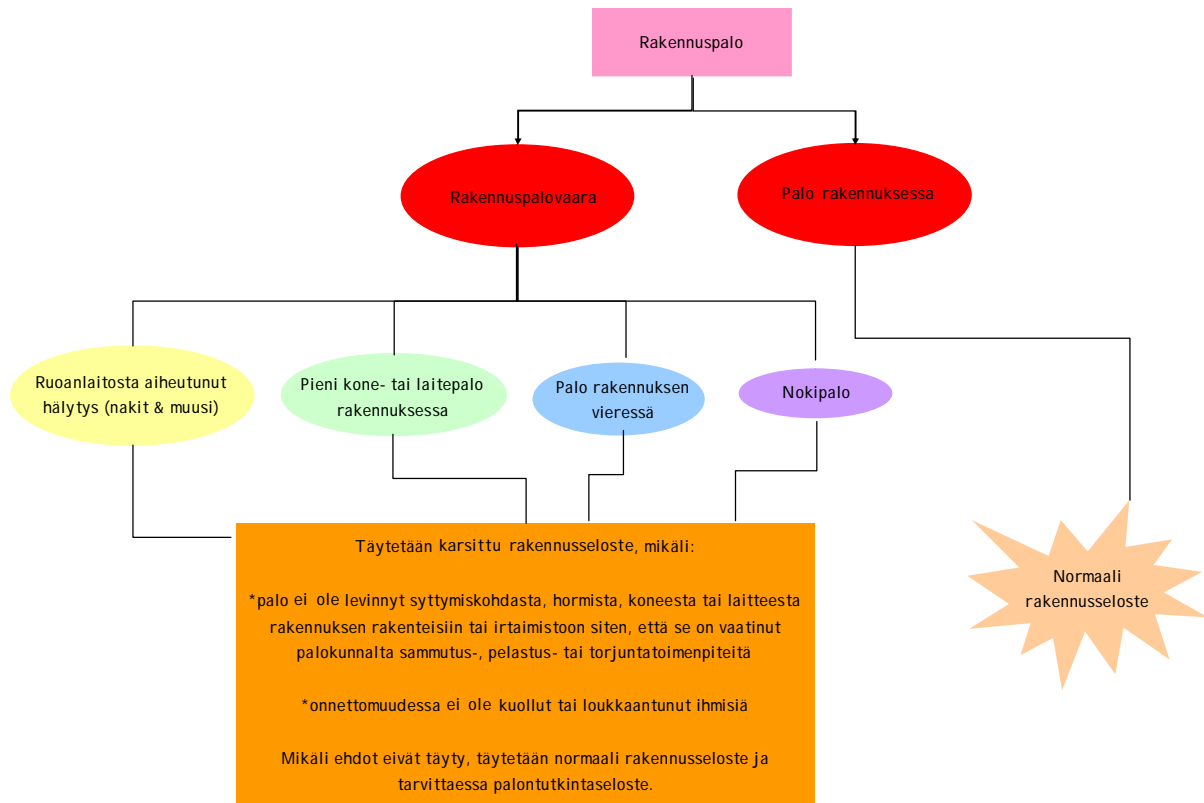 Rakennuspalo
Rakennuspalovaara
Palo rakennuksessa
Ruoanlaitosta aiheutunut
hälytys (nakit & muusi)
Pieni kone- tai laitepalo
rakennuksessa
Palo rakennuksen
vieressä
Nokipalo
Täytetään karsittu rakennusseloste, mikäli:
*palo ei ole levinnyt syttymiskohdasta, hormista, koneesta tai laitteesta
rakennuksen rakenteisiin tai irtaimistoon siten, että se on vaatinut
palokunnalta sammutus-, pelastus- tai torjuntatoimenpiteitä
*onnettomuudessa ei ole kuollut tai loukkaantunut ihmisiä
Mikäli ehdot eivät täyty, täytetään normaali rakennusseloste ja
tarvittaessa palontutkintaseloste.
Normaali
rakennusseloste